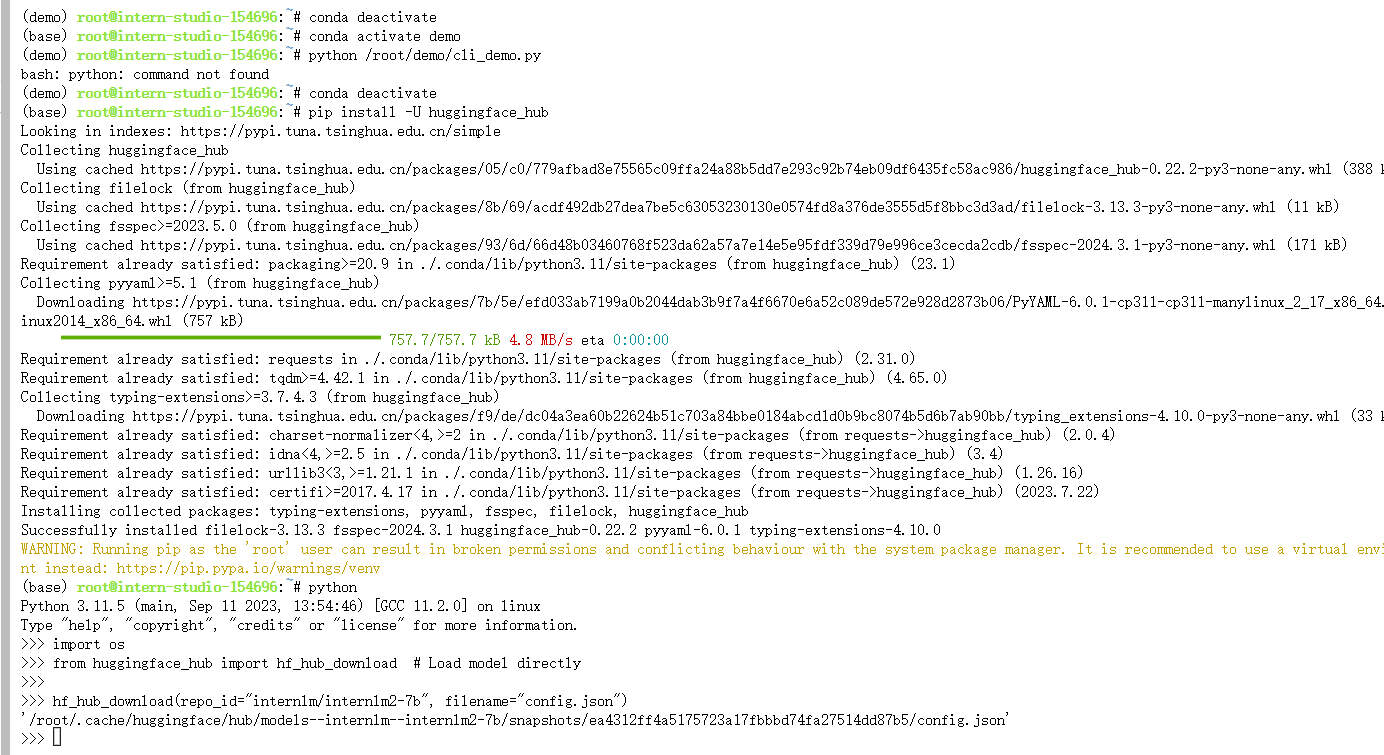 (demo) root@intern-studio-154696:~# conda deactivate
(base) root@intern-studio-154696:~# conda activate demo
(demo) root@intern-studio-154696:~# python /root/demo/cli_demo.py
bash: python: command not found
(demo) root@intern-studio-154696:~# conda deactivate
(base) root@intern-studio-154696:~# pip install -U huggingface_hub
Looking in indexes: https://pypi.tuna.tsinghua.edu.cn/simple
Collecting huggingface_hub
  Using cached https://pypi.tuna.tsinghua.edu.cn/packages/05/c0/779afbad8e75565c09ffa24a88b5dd7e293c92b74eb09df6435fc58ac986/huggingface_hub-0.22.2-py3-none-any.whl (388 k
Collecting filelock (from huggingface_hub)
  Using cached https://pypi.tuna.tsinghua.edu.cn/packages/8b/69/acdf492db27dea7be5c63053230130e0574fd8a376de3555d5f8bbc3d3ad/filelock-3.13.3-py3-none-any.whl (11 kB)
Collecting fsspec>=2023.5.0 (from huggingface_hub)
  Using cached https://pypi.tuna.tsinghua.edu.cn/packages/93/6d/66d48b03460768f523da62a57a7e14e5e95fdf339d79e996ce3cecda2cdb/fsspec-2024.3.1-py3-none-any.whl (171 kB)
Requirement already satisfied: packaging>=20.9 in ./.conda/lib/python3.11/site-packages (from huggingface_hub) (23.1)
Collecting pyyaml>=5.1 (from huggingface_hub)
  Downloading https://pypi.tuna.tsinghua.edu.cn/packages/7b/5e/efd033ab7199a0b2044dab3b9f7a4f6670e6a52c089de572e928d2873b06/PyYAML-6.0.1-cp311-cp311-manylinux_2_17_x86_64.
inux2014_x86_64.whl (757 kB)
757.7/757.7 kB 4.8 MB/s eta 0:00:00
Requirement already satisfied: requests in ./.conda/lib/python3.11/site-packages (from huggingface_hub) (2.31.0)
Requirement already satisfied: tqdm>=4.42.1 in ./.conda/lib/python3.11/site-packages (from huggingface_hub) (4.65.0)
Collecting typing-extensions>=3.7.4.3 (from huggingface_hub)
  Downloading https://pypi.tuna.tsinghua.edu.cn/packages/f9/de/dc04a3ea60b22624b51c703a84bbe0184abcd1d0b9bc8074b5d6b7ab90bb/typing_extensions-4.10.0-py3-none-any.whl (33 k
Requirement already satisfied: charset-normalizer<4,>=2 in ./.conda/lib/python3.11/site-packages (from requests->huggingface_hub) (2.0.4)
Requirement already satisfied: idna<4,>=2.5 in ./.conda/lib/python3.11/site-packages (from requests->huggingface_hub) (3.4)
Requirement already satisfied: urllib3<3,>=1.21.1 in ./.conda/lib/python3.11/site-packages (from requests->huggingface_hub) (1.26.16)
Requirement already satisfied: certifi>=2017.4.17 in ./.conda/lib/python3.11/site-packages (from requests->huggingface_hub) (2023.7.22)
Installing collected packages: typing-extensions, pyyaml, fsspec, filelock, huggingface_hub
Successfully installed filelock-3.13.3 fsspec-2024.3.1 huggingface_hub-0.22.2 pyyaml-6.0.1 typing-extensions-4.10.0
WARNING: Running pip as the 'root' user can result in broken permissions and conflicting behaviour with the system package manager. It is recommended to use a virtual envi
nt instead: https://pip.pypa.io/warnings/venv
(base) root@intern-studio-154696:~# python
Python 3.11.5 (main, Sep 11 2023, 13:54:46) [GCC 11.2.0] on linux
Type "help", "copyright", "credits" or "license" for more information.
>>> import os
>>> from huggingface_hub import hf_hub_download  # Load model directly
>>>
>>> hf_hub_download(repo_id="internlm/internlm2-7b", filename="config.json")
'/root/.cache/huggingface/hub/models--internlm--internlm2-7b/snapshots/ea4312ff4a5175723a17fbbbd74fa27514dd87b5/config.json'
>>>